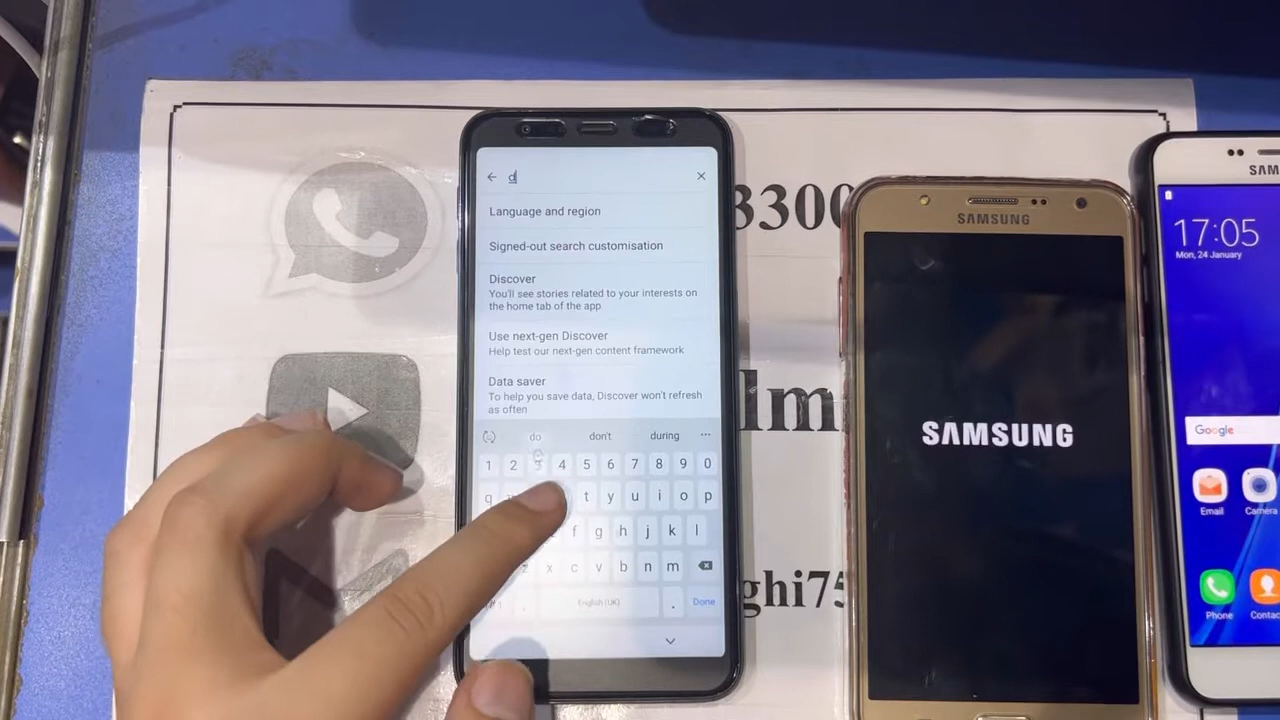 d
Language and region
Signed-out search customisation
Discover
You'll see stories related to your interests on
the home tab of the app
Use next-gen Discover
Help test our next-gen content framework
Data saver
To help you save data, Discover won't refresh
as often
do don't during
1 2 3 4 5 6 7 8 9 0
q t y u i o p
f g h j k l
z x c v b n m
English (UK) . Done
3300
lm
ghi75
SAMSUNG
SAMSUNG
SAM
17:05
Mon, 24 January
Google
Email Camera
Phone Contac